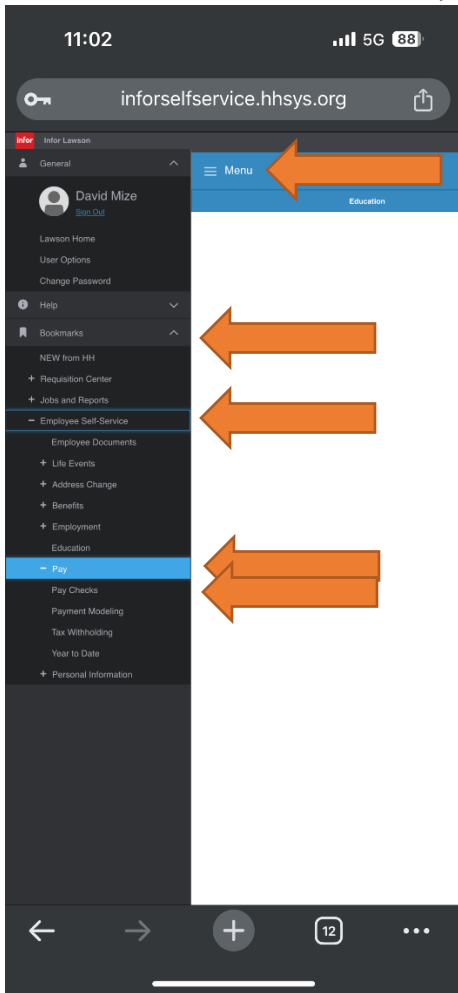 11:02
5G 88
inforselfservice.hhsys.org
infor Infor Lawson
General
Menu
David Mize
Sign Out
Education
Lawson Home
User Options
Change Password
Help
Bookmarks
NEW from HH
+ Requisition Center
+ Jobs and Reports
− Employee Self-Service
Employee Documents
+ Life Events
+ Address Change
+ Benefits
+ Employment
Education
− Pay
Pay Checks
Payment Modeling
Tax Withholding
Year to Date
+ Personal Information
12